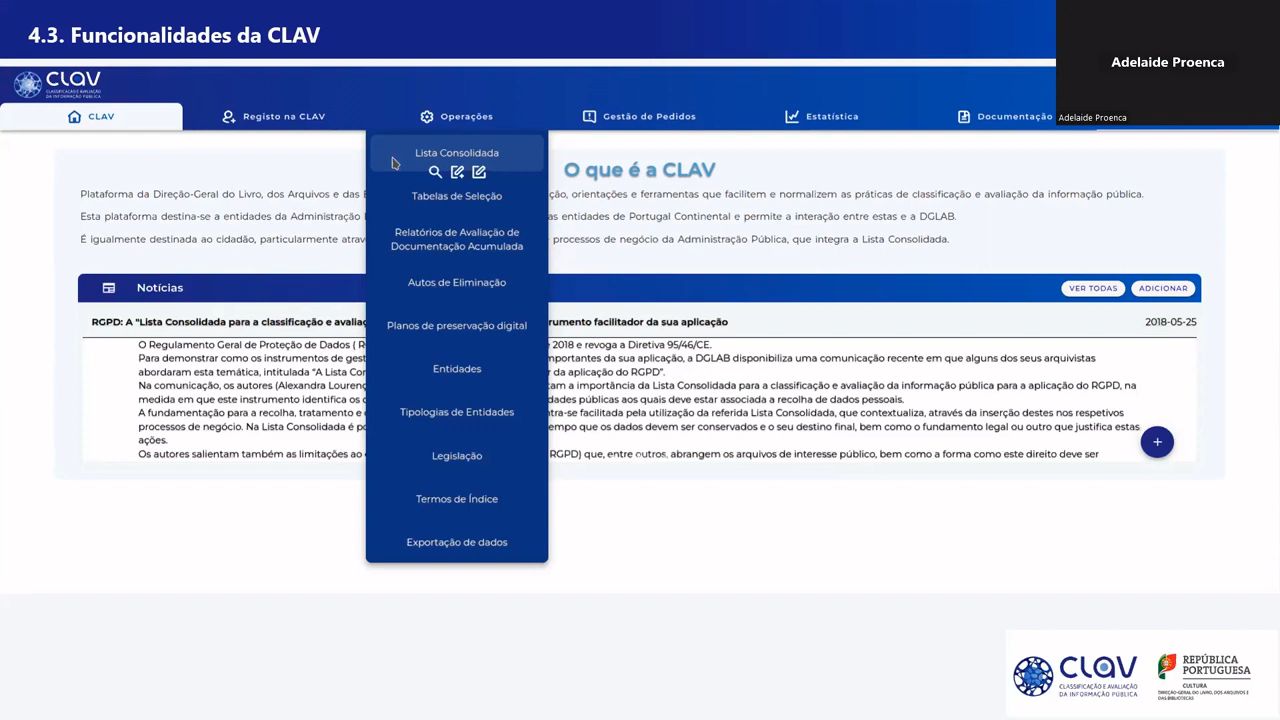 4.3. Funcionalidades da CLAV
Adelaide Proenca
Adelaide Proenca
CLAV
CLASSIFICAÇÃO E AVALIAÇÃO
DA INFORMAÇÃO PÚBLICA
CLAV
Registo na CLAV
Operações
Gestão de Pedidos
Estatística
Documentação
Lista Consolidada
Tabelas de Seleção
Relatórios de Avaliação de
Documentação Acumulada
Autos de Eliminação
Planos de preservação digital
Entidades
Tipologias de Entidades
Legislação
Termos de Índice
Exportação de dados
O que é a CLAV
Plataforma da Direção-Geral do Livro, dos Arquivos e das ção, orientações e ferramentas que facilitem e normalizem as práticas de classificação e avaliação da informação pública.
Esta plataforma destina-se a entidades da Administração as entidades de Portugal Continental e permite a interação entre estas e a DGLAB.
É igualmente destinada ao cidadão, particularmente atrav processos de negócio da Administração Pública, que integra a Lista Consolidada.
Notícias
VER TODAS
ADICIONAR
RGPD: A "Lista Consolidada para a classificação e avalia trumento facilitador da sua aplicação
2018-05-25
O Regulamento Geral de Proteção de Dados ( 2018 e revoga a Diretiva 95/46/CE.
Para demonstrar como os instrumentos de gest mportantes da sua aplicação, a DGLAB disponibiliza uma comunicação recente em que alguns dos seus arquivistas
abordaram esta temática, intitulada “A Lista Con r da aplicação do RGPD”.
Na comunicação, os autores (Alexandra Lourenç tam a importância da Lista Consolidada para a classificação e avaliação da informação pública para a aplicação do RGPD, na
medida em que este instrumento identifica os dades públicas aos quais deve estar associada a recolha de dados pessoais.
A fundamentação para a recolha, tratamento e ntra-se facilitada pela utilização da referida Lista Consolidada, que contextualiza, através da inserção destes nos respetivos
processos de negócio. Na Lista Consolidada é po empo que os dados devem ser conservados e o seu destino final, bem como o fundamento legal ou outro que justifica estas
ações.
Os autores salientam também as limitações ao RGPD) que, entre outros, abrangem os arquivos de interesse público, bem como a forma como este direito deve ser
+
CLAV
CLASSIFICAÇÃO E AVALIAÇÃO
DA INFORMAÇÃO PÚBLICA
REPÚBLICA
PORTUGUESA
CULTURA
DIREÇÃO-GERAL DO LIVRO, DOS ARQUIVOS E
DAS BIBLIOTECAS